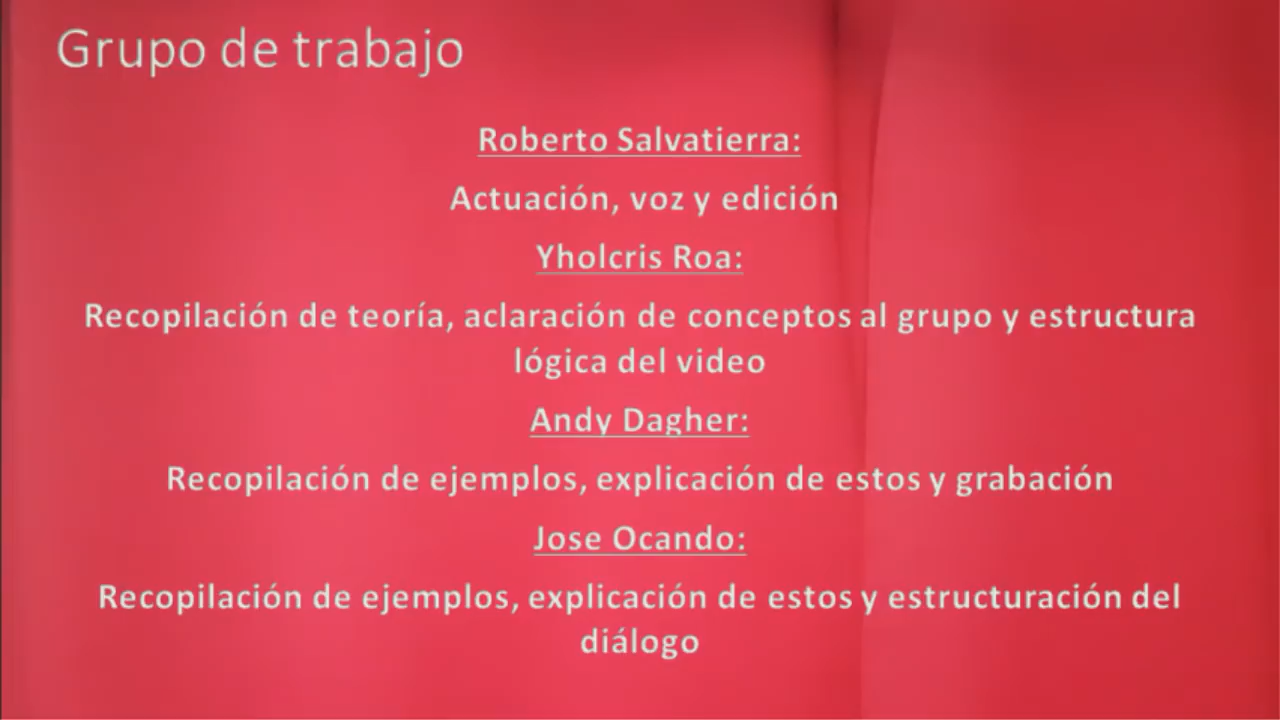 Grupo de trabajo
Roberto Salvatierra:
Actuación, voz y edición
Yholcris Roa:
Recopilación de teoría, aclaración de conceptos al grupo y estructura
lógica del video
Andy Dagher:
Recopilación de ejemplos, explicación de estos y grabación
Jose Ocando:
Recopilación de ejemplos, explicación de estos y estructuración del
diálogo